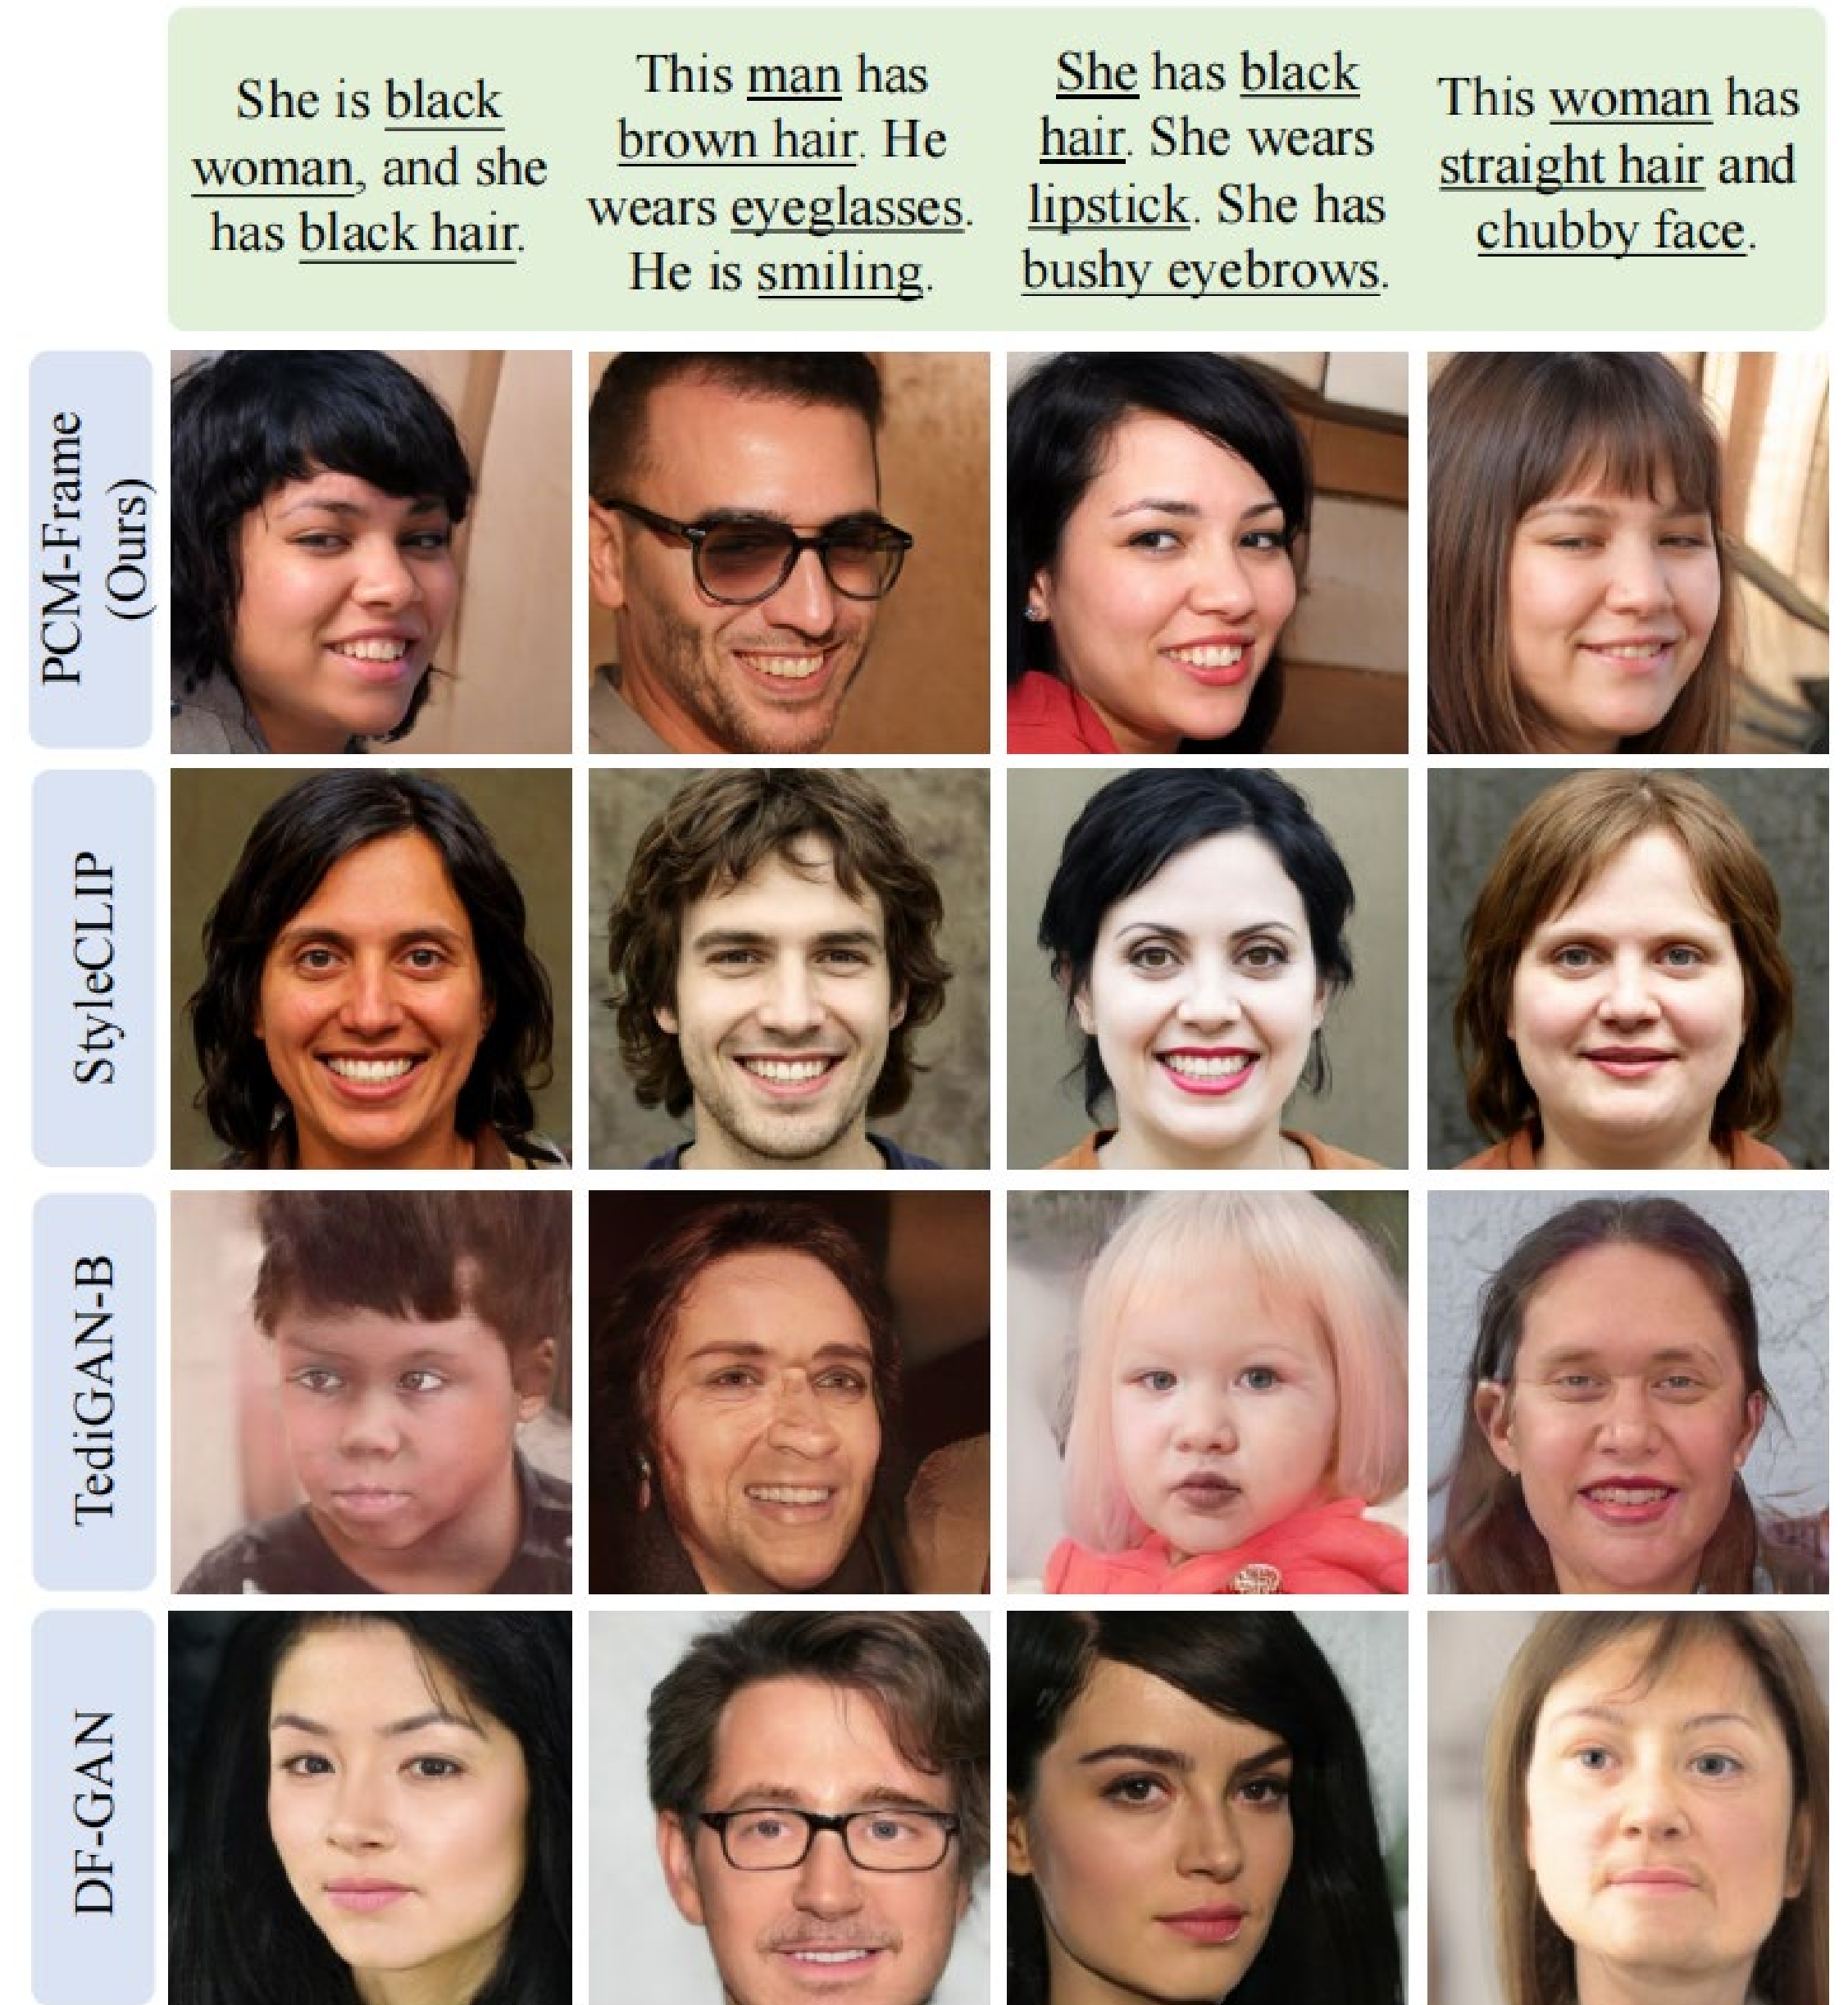 She is black
woman, and she
has black hair.
This man has
brown hair. He
wears eyeglasses.
He is smiling.
She has black
hair. She wears
lipstick. She has
bushy eyebrows.
This woman has
straight hair and
chubby face.
PCM-Frame
(Ours)
StyleCLIP
TediGAN-B
DF-GAN